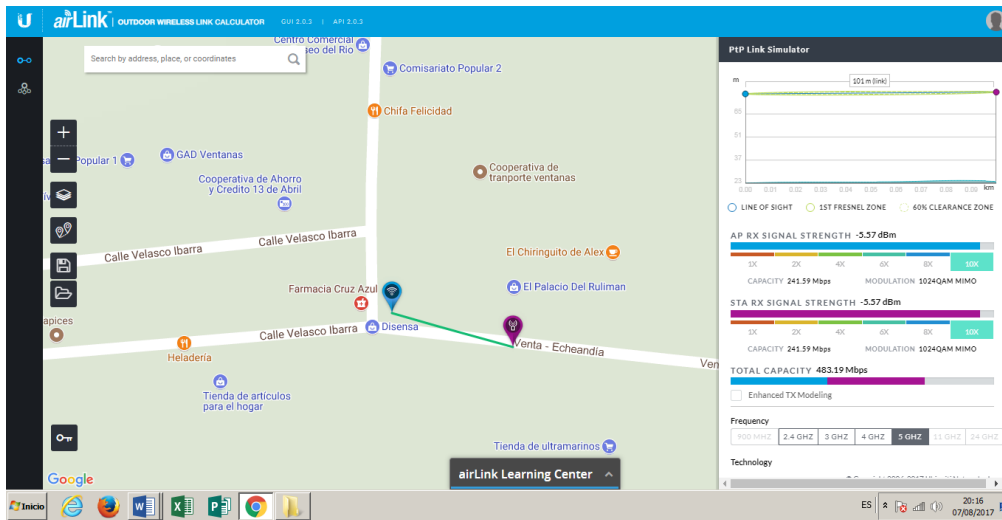 airLink™ | OUTDOOR WIRELESS LINK CALCULATOR GUI 2.0.3 | API 2.0.3
Search by address, place, or coordinates
Centro Comercial
seo del Rio
Comisariato Popular 2
Chifa Felicidad
Popular 1
GAD Ventanas
Cooperativa de
tranporte ventanas
Cooperativa de Ahorro
y Credito 13 de Abril
Calle Velasco Ibarra
Calle Velasco Ibarra
El Chiringuito de Alex
Farmacia Cruz Azul
El Palacio Del Ruliman
apices
Calle Velasco Ibarra
Disensa
Venta - Echeandía
Ven
Heladería
Tienda de artículos
para el hogar
Tienda de ultramarinos
Google
airLink Learning Center
PtP Link Simulator
m
101 m (link)
65
51
37
23
0.00 0.01 0.02 0.03 0.04 0.05 0.06 0.07 0.08 0.09 km
LINE OF SIGHT 1ST FRESNEL ZONE 60% CLEARANCE ZONE
AP RX SIGNAL STRENGTH -5.57 dBm
1X 2X 4X 6X 8X 10X
CAPACITY 241.59 Mbps MODULATION 1024QAM MIMO
STA RX SIGNAL STRENGTH -5.57 dBm
1X 2X 4X 6X 8X 10X
CAPACITY 241.59 Mbps MODULATION 1024QAM MIMO
TOTAL CAPACITY 483.19 Mbps
Enhanced TX Modeling
Frequency
900 MHZ 2.4 GHZ 3 GHZ 4 GHZ 5 GHZ 11 GHZ 24 GHZ
Technology
Inicio
ES
20:16
07/08/2017